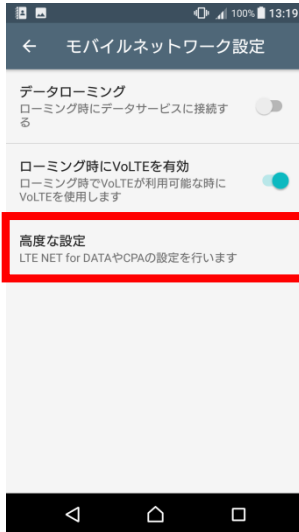 100% 13:19
モバイルネットワーク設定
データローミング
ローミング時にデータサービスに接続す
る
ローミング時にVoLTEを有効
ローミング時でVoLTEが利用可能な時に
VoLTEを使用します
高度な設定
LTE NET for DATAやCPAの設定を行います